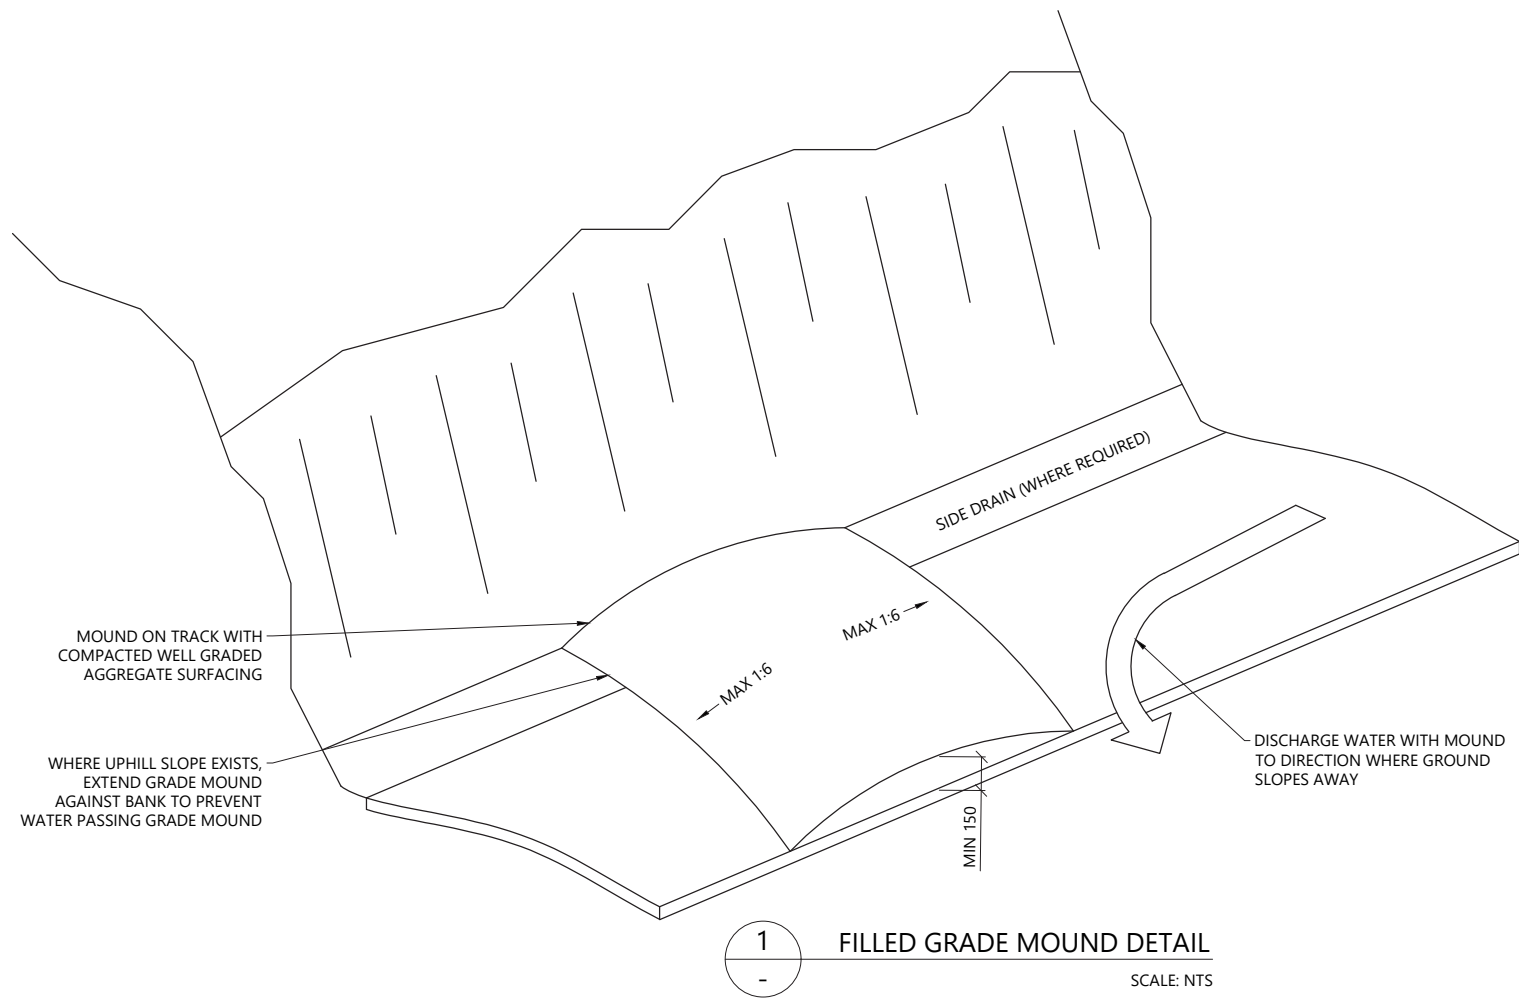 SIDE DRAIN (WHERE REQUIRED)
MAX 1:6
MAX 1:6
MOUND ON TRACK WITH
COMPACTED WELL GRADED
AGGREGATE SURFACING
WHERE UPHILL SLOPE EXISTS,
EXTEND GRADE MOUND
AGAINST BANK TO PREVENT
WATER PASSING GRADE MOUND
DISCHARGE WATER WITH MOUND
TO DIRECTION WHERE GROUND
SLOPES AWAY
MIN 150
1
-
FILLED GRADE MOUND DETAIL
SCALE: NTS